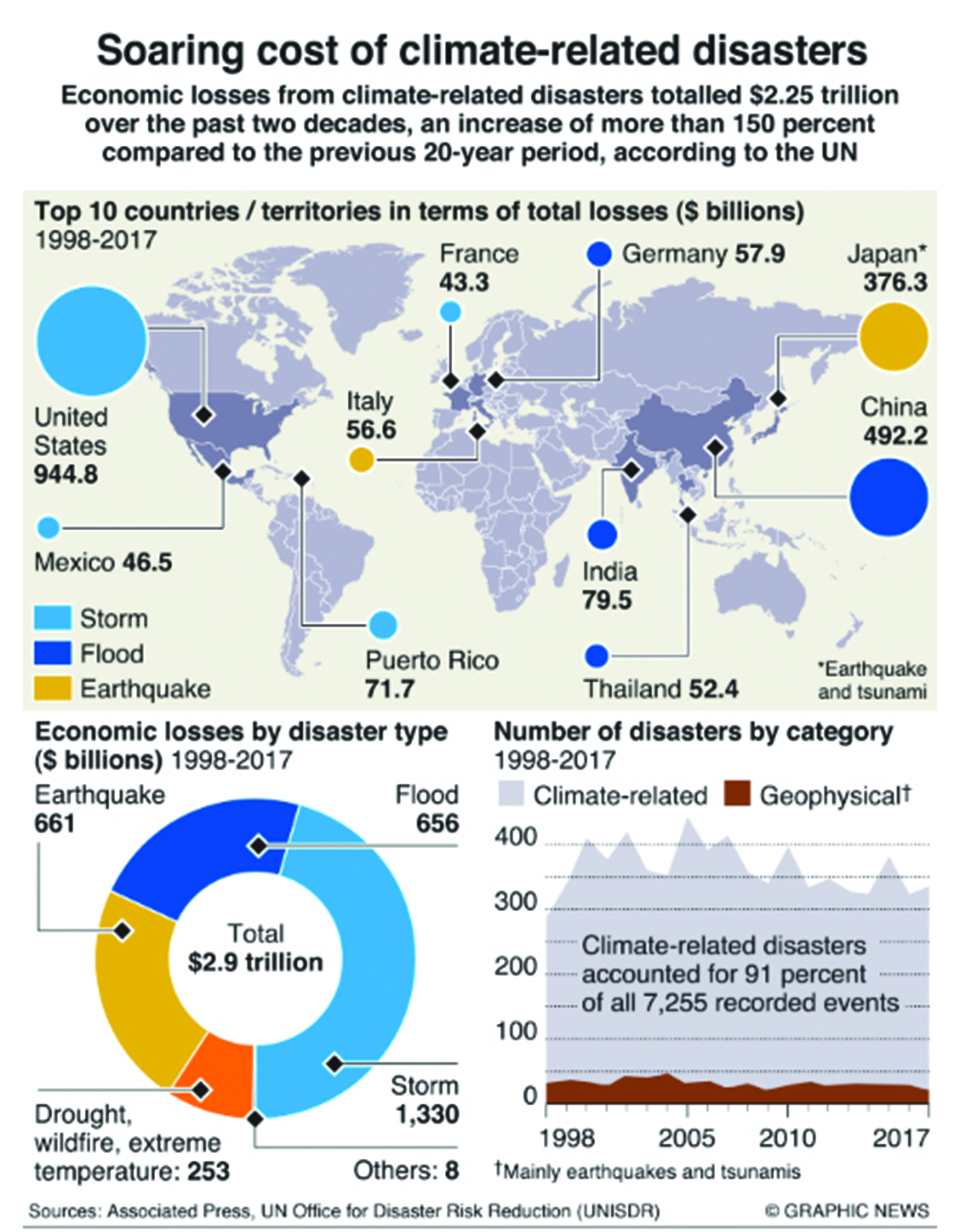 Soaring cost of climate-related disasters
Economic losses from climate-related disasters totalled $2.25 trillion
over the past two decades, an increase of more than 150 percent
compared to the previous 20-year period, according to the UN
Top 10 countries / territories in terms of total losses ($ billions)
1998-2017
France
43.3
Germany 57.9
Japan*
376.3
United
States
944.8
Italy
56.6
China
492.2
Mexico 46.5
India
79.5
Puerto Rico
71.7
Thailand 52.4
Storm
Flood
Earthquake
*Earthquake
and tsunami
Economic losses by disaster type
($ billions) 1998-2017
Earthquake
661
Flood
656
Total
$2.9 trillion
Storm
1,330
Drought,
wildfire, extreme
temperature: 253
Others: 8
Number of disasters by category
1998-2017
Climate-related
Geophysical†
400
300
200
100
0
Climate-related disasters
accounted for 91 percent
of all 7,255 recorded events
1998
2005
2010
2017
†Mainly earthquakes and tsunamis
Sources: Associated Press, UN Office for Disaster Risk Reduction (UNISDR)
© GRAPHIC NEWS